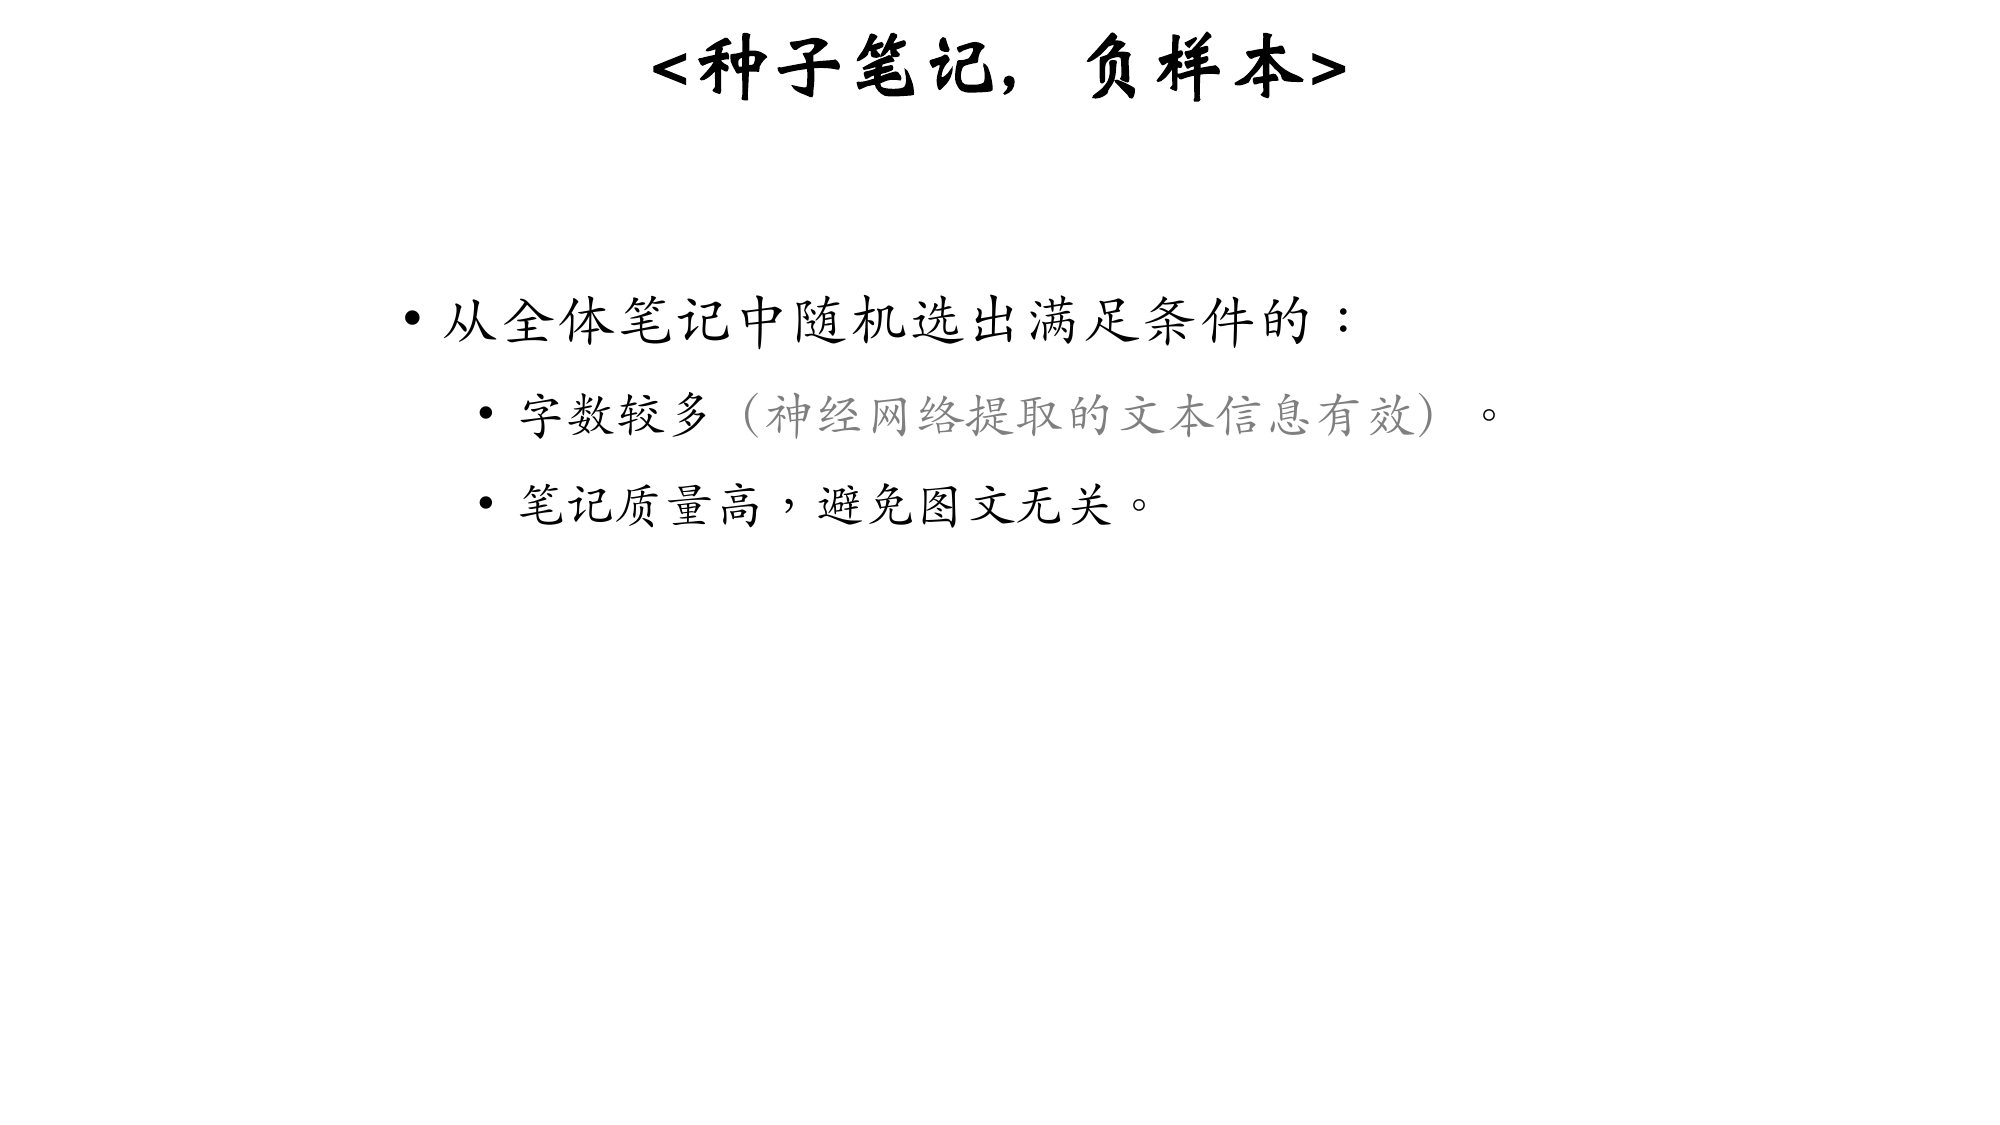 <种子笔记，负样本>
• 从全体笔记中随机选出满足条件的：
• 字数较多（神经网络提取的文本信息有效）。
• 笔记质量高，避免图文无关。